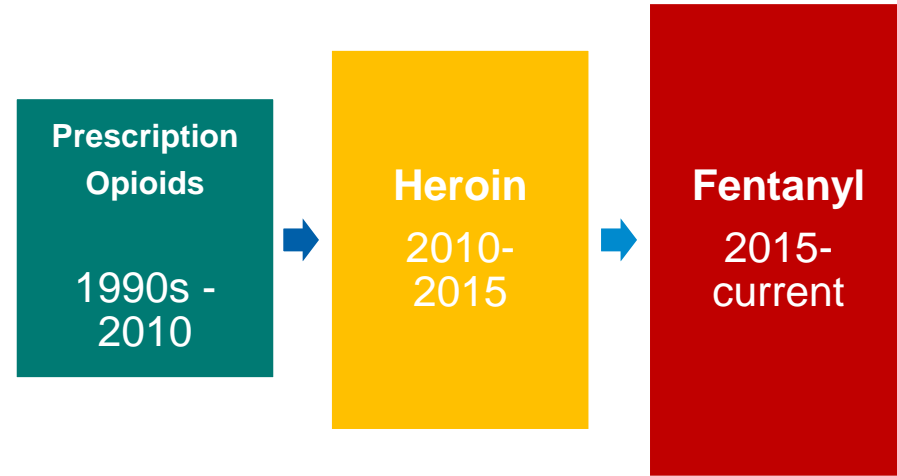 Prescription
Opioids
1990s -
2010
Heroin
2010-
2015
Fentanyl
2015-
current